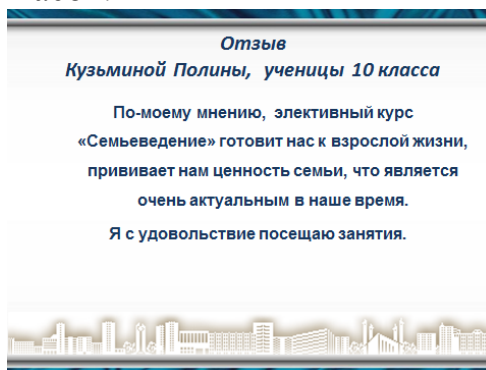 Отзыв
Кузьминой Полины, ученицы 10 класса
По-моему мнению, элективный курс
«Семьеведение» готовит нас к взрослой жизни,
прививает нам ценность семьи, что является
очень актуальным в наше время.
Я с удовольствие посещаю занятия.